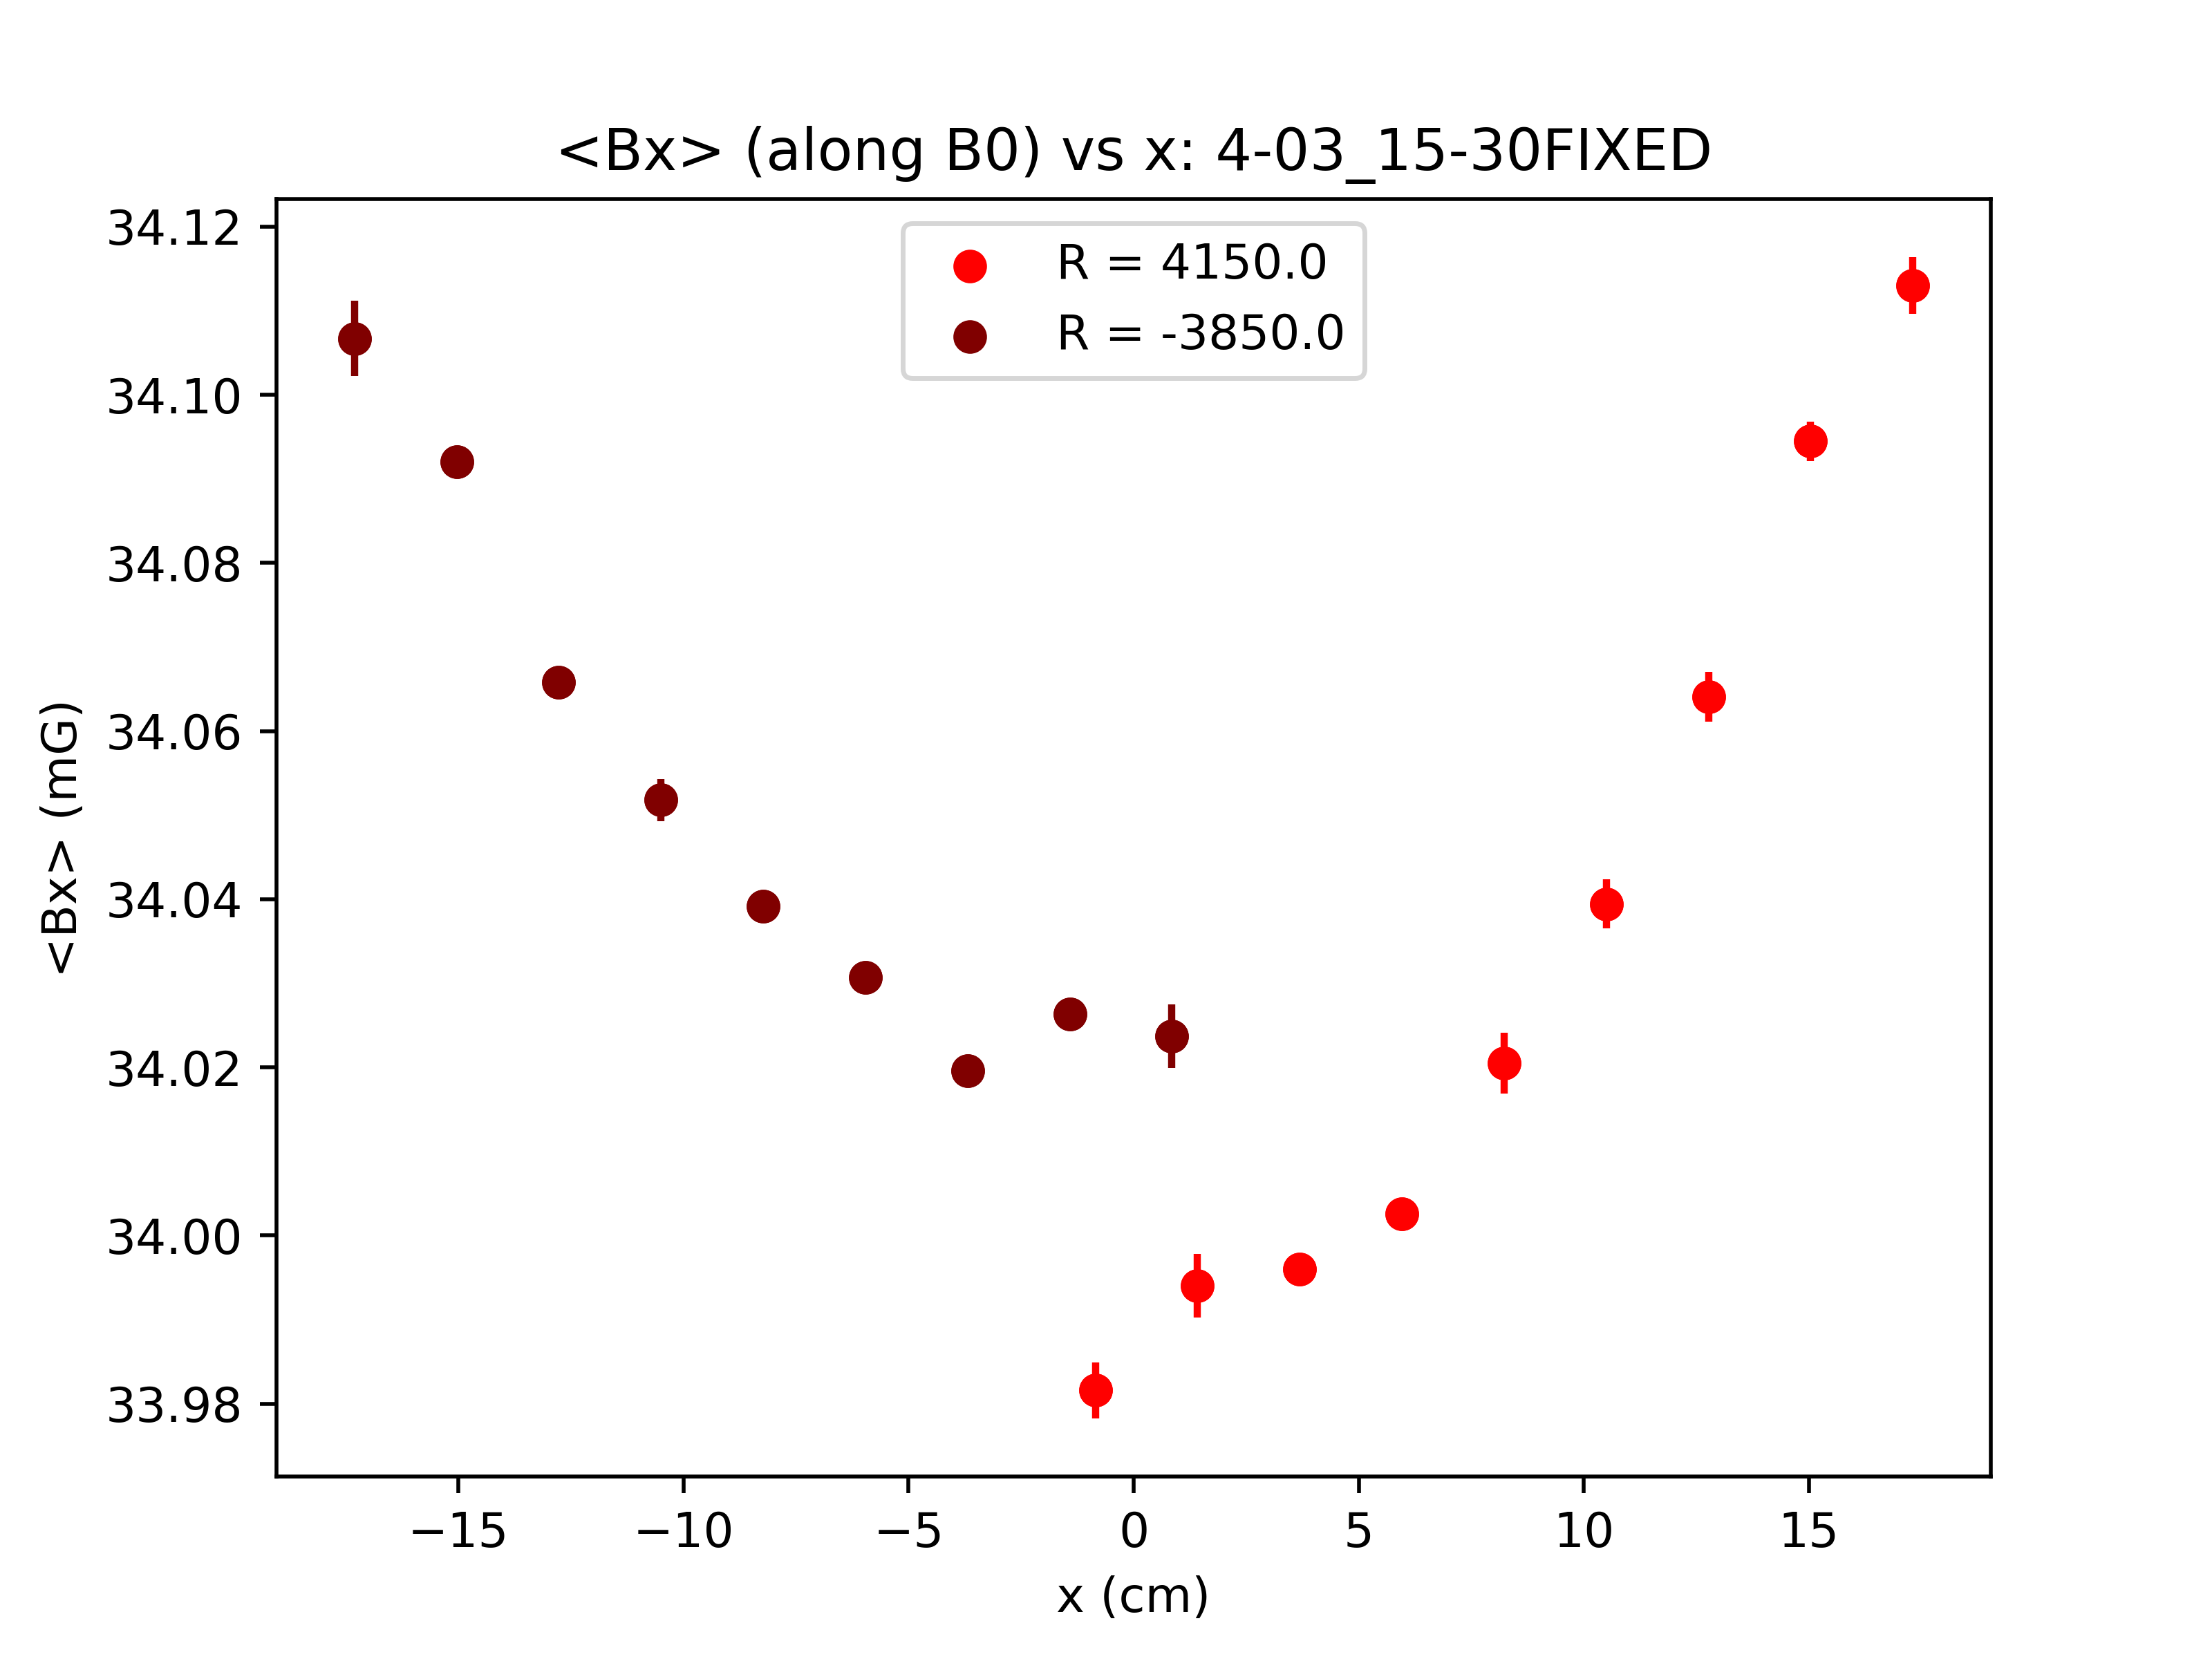 <Bx> (along B0) vs x: 4-03_15-30FIXED
R = 4150.0
R = -3850.0
34.12
34.10
34.08
34.06
34.04
34.02
34.00
33.98
<Bx> (mG)
−15 −10 −5 0 5 10 15
x (cm)